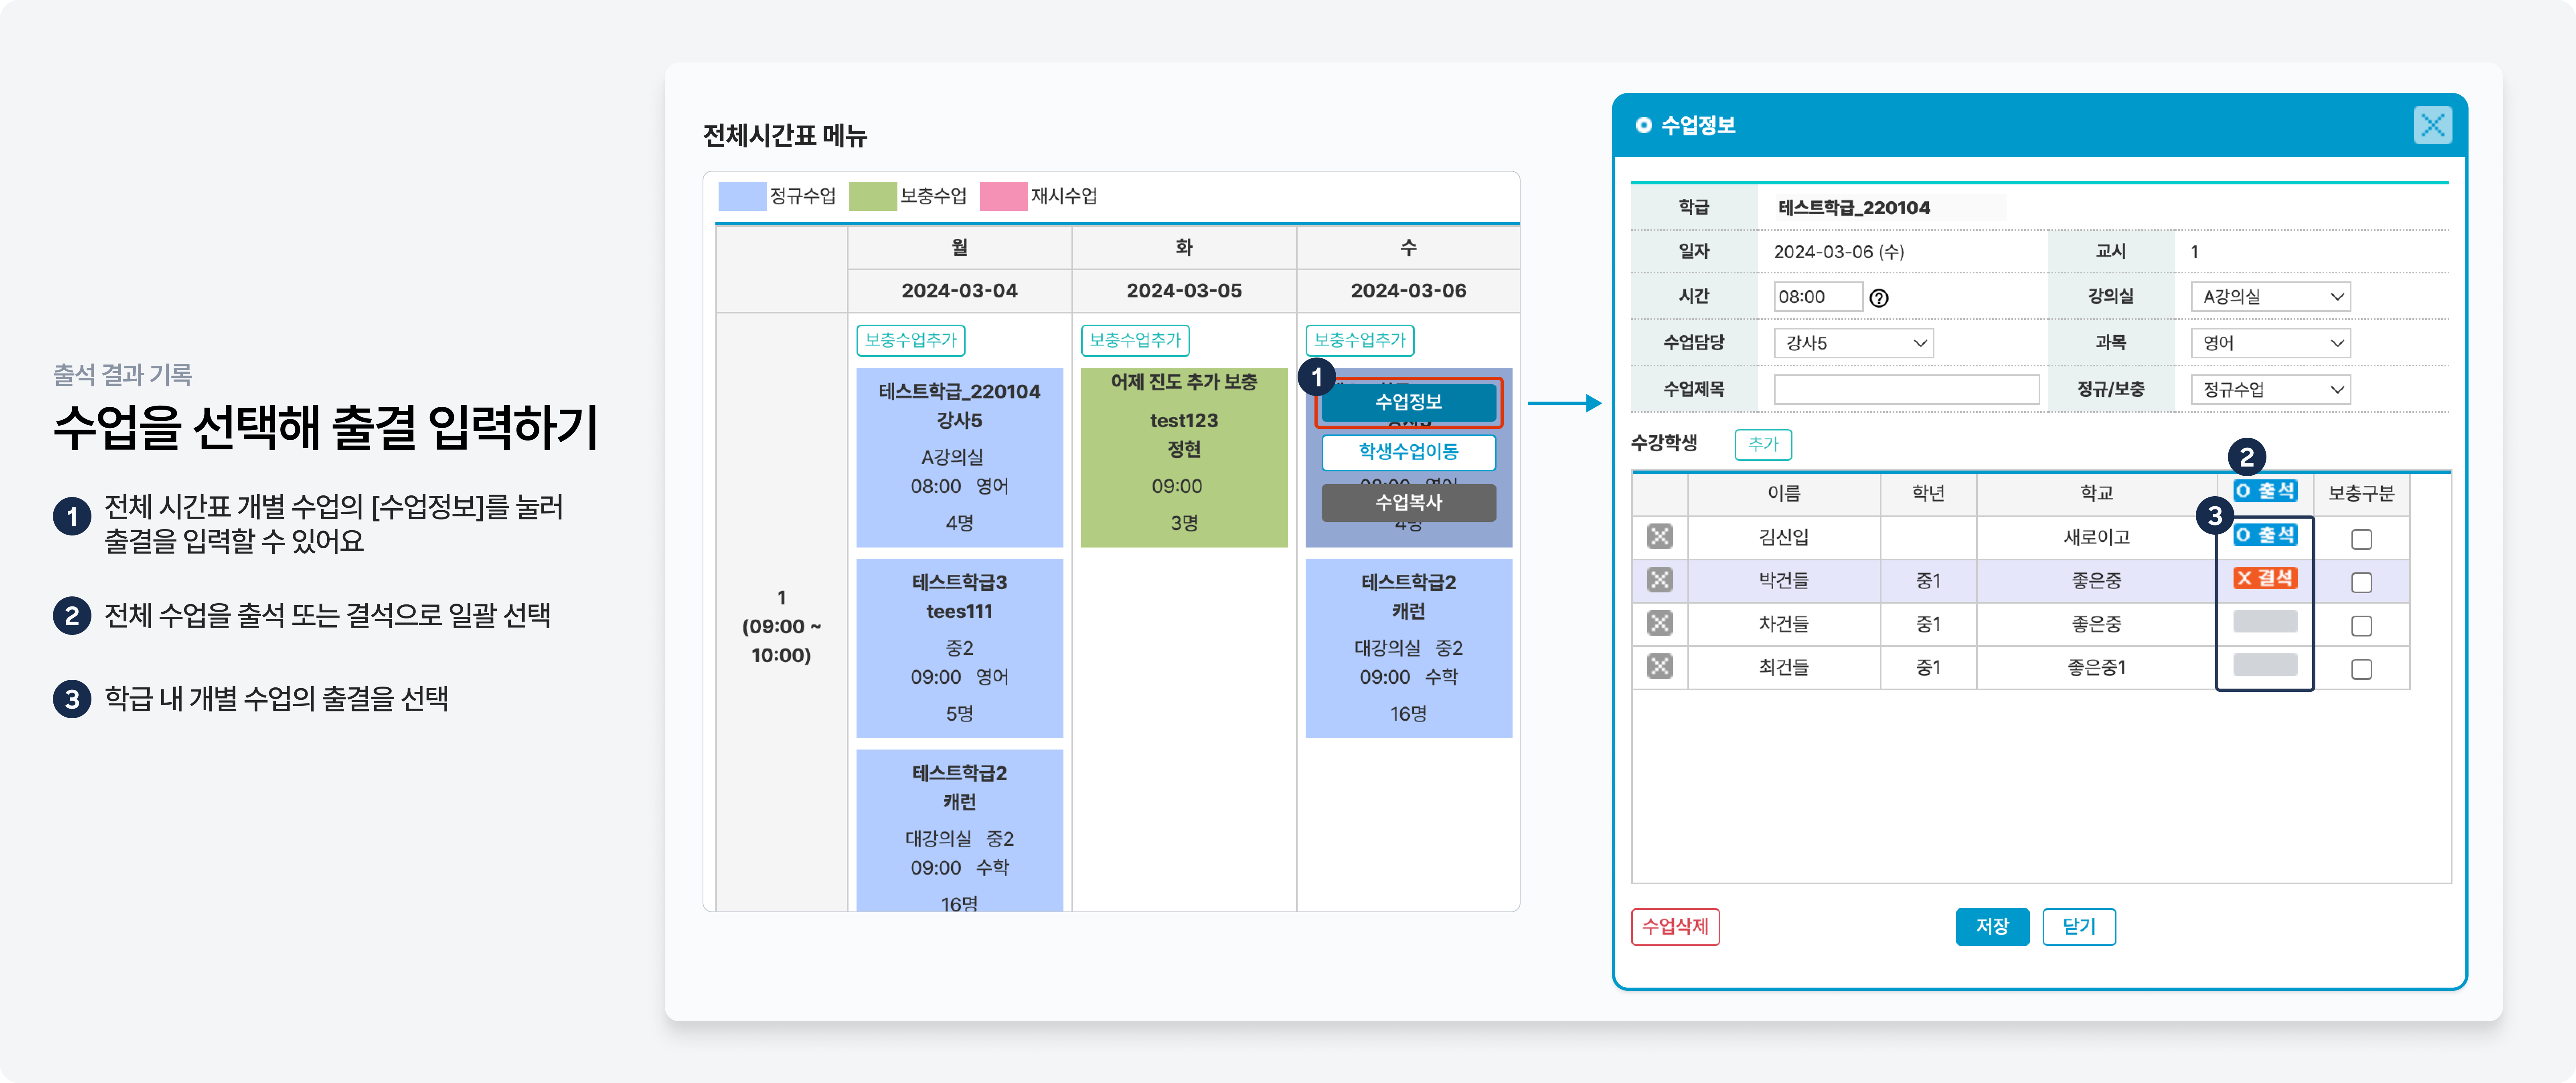 출석 결과 기록
수업을 선택해 출결 입력하기
1 전체 시간표 개별 수업의 [수업정보]를 눌러
출결을 입력할 수 있어요
2 전체 수업을 출석 또는 결석으로 일괄 선택
3 학급 내 개별 수업의 출결을 선택
전체시간표 메뉴
정규수업 보충수업 재시수업
월 화 수
2024-03-04 2024-03-05 2024-03-06
1
(09:00 ~
10:00)
보충수업추가
테스트학급_220104
강사5
A강의실
08:00 영어
4명
테스트학급3
tees111
중2
09:00 영어
5명
테스트학급2
캐런
대강의실 중2
09:00 수학
16명
보충수업추가
어제 진도 추가 보충
test123
정현
09:00
3명
보충수업추가
1
수업정보
학생수업이동
수업복사
4명
테스트학급2
캐런
대강의실 중2
09:00 수학
16명
수업정보
학급 테스트학급_220104
일자 2024-03-06 (수) 교시 1
시간 08:00 ? 강의실 A강의실
수업담당 강사5 과목 영어
수업제목 정규/보충 정규수업
수강학생 추가
2
이름 학년 학교 O 출석 보충구분
3
김신입 새로이고 O 출석
박건들 중1 좋은중 X 결석
차건들 중1 좋은중
최건들 중1 좋은중1
수업삭제 저장 닫기